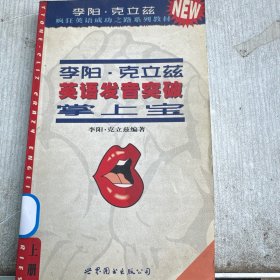 李阳·克立兹
疯狂英语成功之路系列教材
NEW
李阳·克立兹
英语发音突破
掌上宝
李阳·克立兹编著
上册
世界图书出版公司